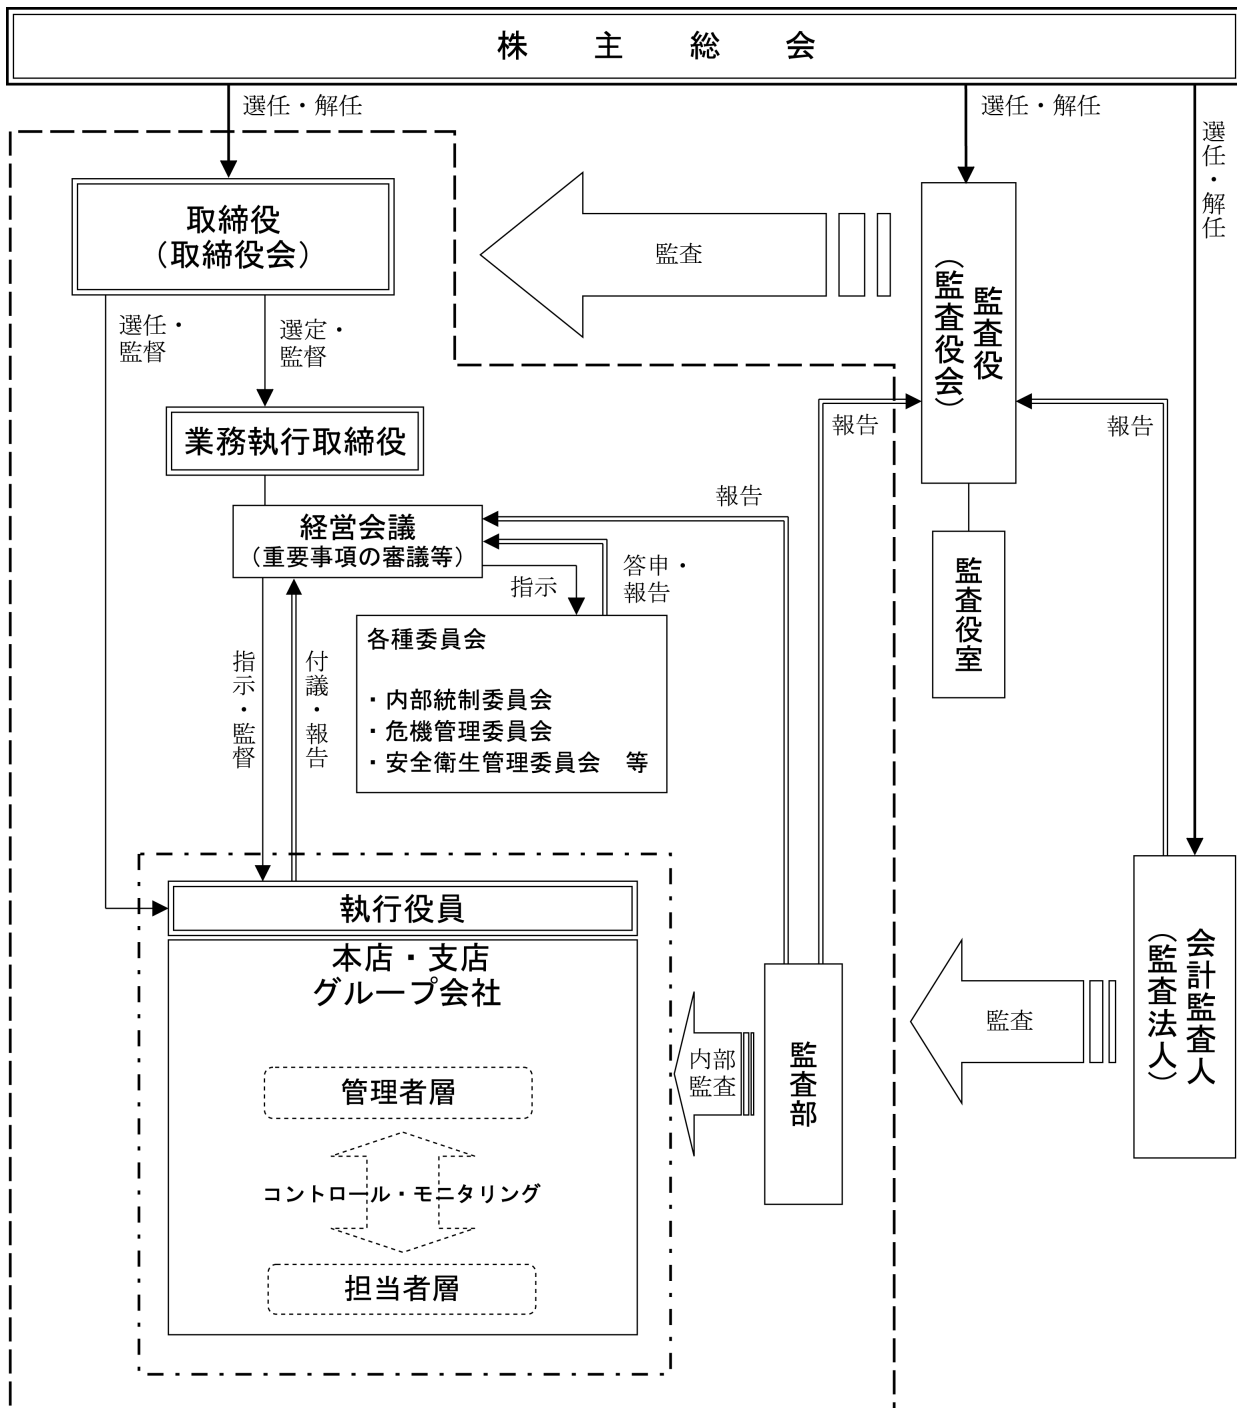 株主総会
選任・解任
選任・解任
選任・解任
取締役
（取締役会）
監査
監査役
（監査役会）
選任・
監督
選定・
監督
業務執行取締役
報告
報告
報告
経営会議
（重要事項の審議等）
指示
答申・
報告
監査役室
各種委員会
・内部統制委員会
・危機管理委員会
・安全衛生管理委員会　等
指示・監督
付議・報告
執行役員
本店・支店
グループ会社
管理者層
コントロール・モニタリング
担当者層
内部
監査
監査部
監査
会計監査人
（監査法人）